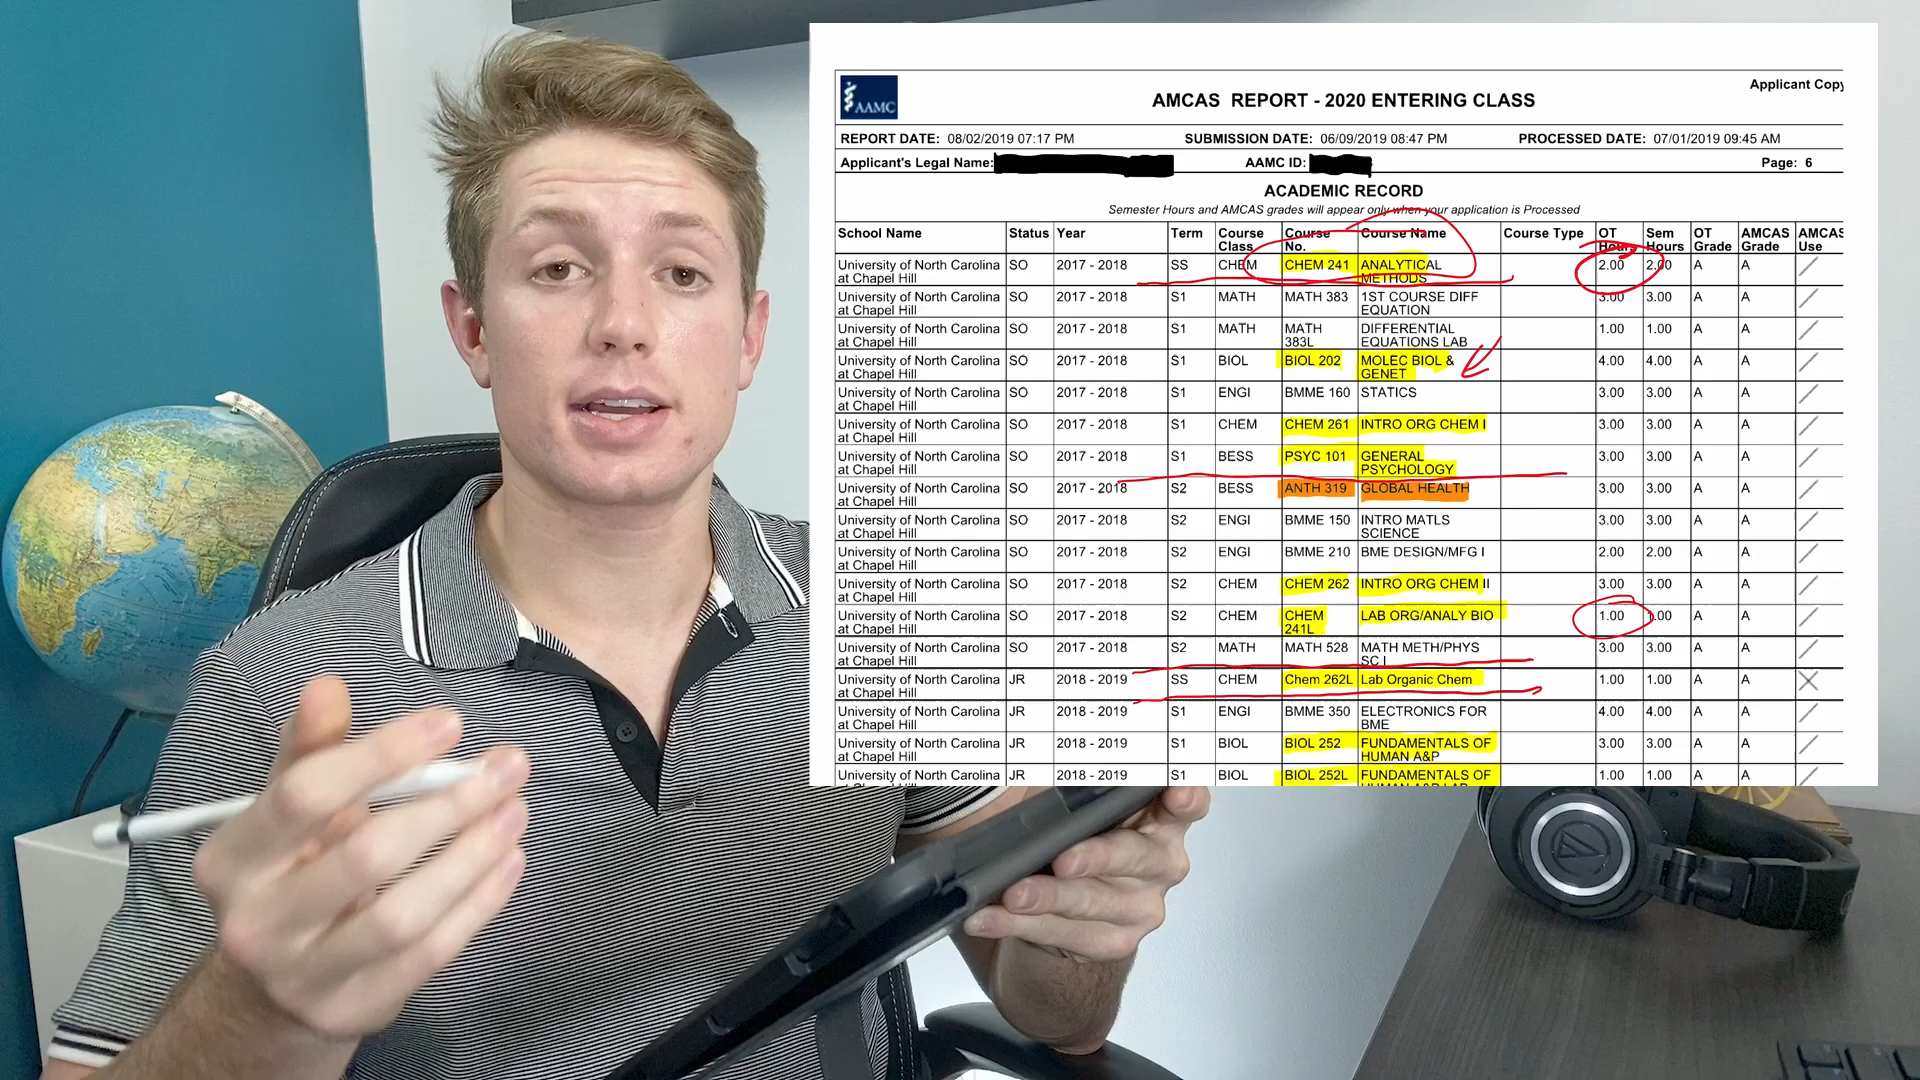 AAMC
AMCAS REPORT - 2020 ENTERING CLASS
Applicant Copy
REPORT DATE: 08/02/2019 07:17 PM SUBMISSION DATE: 06/09/2019 08:47 PM PROCESSED DATE: 07/01/2019 09:45 AM
Applicant's Legal Name: AAMC ID: Page: 6
ACADEMIC RECORD
Semester Hours and AMCAS grades will appear only when your application is Processed
School Name Status Year Term Course Course Course Name Course Type OT Sem OT AMCAS AMCAS
Class No. Hours Hours Grade Grade Use
University of North Carolina SO 2017 - 2018 SS CHEM CHEM 241 ANALYTICAL 2.00 2.00 A A
at Chapel Hill METHODS
University of North Carolina SO 2017 - 2018 S1 MATH MATH 383 1ST COURSE DIFF 3.00 3.00 A A
at Chapel Hill EQUATION
University of North Carolina SO 2017 - 2018 S1 MATH MATH DIFFERENTIAL 1.00 1.00 A A
at Chapel Hill 383L EQUATIONS LAB
University of North Carolina SO 2017 - 2018 S1 BIOL BIOL 202 MOLEC BIOL & 4.00 4.00 A A
at Chapel Hill GENET
University of North Carolina SO 2017 - 2018 S1 ENGI BMME 160 STATICS 3.00 3.00 A A
at Chapel Hill
University of North Carolina SO 2017 - 2018 S1 CHEM CHEM 261 INTRO ORG CHEM I 3.00 3.00 A A
at Chapel Hill
University of North Carolina SO 2017 - 2018 S1 BESS PSYC 101 GENERAL 3.00 3.00 A A
at Chapel Hill PSYCHOLOGY
University of North Carolina SO 2017 - 2018 S2 BESS ANTH 319 GLOBAL HEALTH 3.00 3.00 A A
at Chapel Hill
University of North Carolina SO 2017 - 2018 S2 ENGI BMME 150 INTRO MATLS 3.00 3.00 A A
at Chapel Hill SCIENCE
University of North Carolina SO 2017 - 2018 S2 ENGI BMME 210 BME DESIGN/MFG I 2.00 2.00 A A
at Chapel Hill
University of North Carolina SO 2017 - 2018 S2 CHEM CHEM 262 INTRO ORG CHEM II 3.00 3.00 A A
at Chapel Hill
University of North Carolina SO 2017 - 2018 S2 CHEM CHEM LAB ORG/ANALY BIO 1.00 1.00 A A
at Chapel Hill 241L
University of North Carolina SO 2017 - 2018 S2 MATH MATH 528 MATH METH/PHYS 3.00 3.00 A A
at Chapel Hill SC I
University of North Carolina JR 2018 - 2019 SS CHEM Chem 262L Lab Organic Chem 1.00 1.00 A A
at Chapel Hill
University of North Carolina JR 2018 - 2019 S1 ENGI BMME 350 ELECTRONICS FOR 4.00 4.00 A A
at Chapel Hill BME
University of North Carolina JR 2018 - 2019 S1 BIOL BIOL 252 FUNDAMENTALS OF 3.00 3.00 A A
at Chapel Hill HUMAN A&P
University of North Carolina JR 2018 - 2019 S1 BIOL BIOL 252L FUNDAMENTALS OF 1.00 1.00 A A